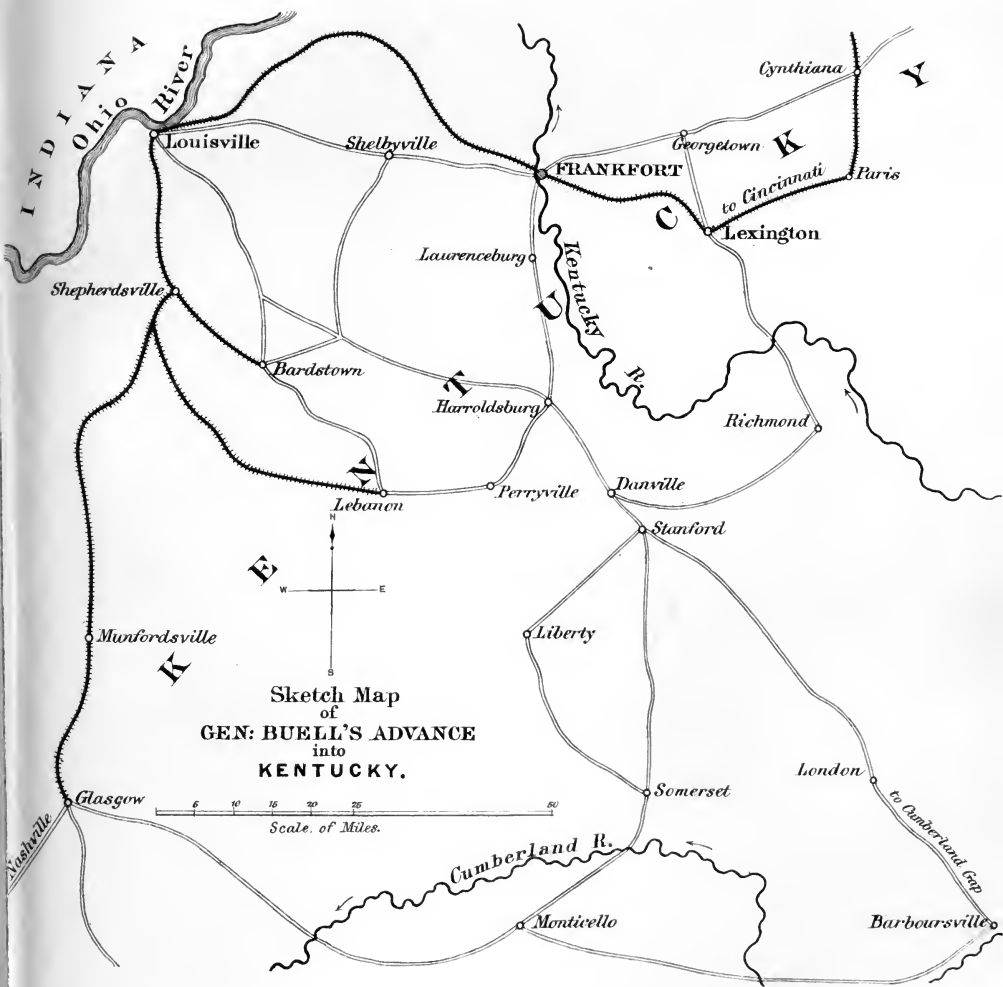 INDIANA
Ohio River
Louisville
Shelbyville
FRANKFORT
Cynthiana
Georgetown
to Cincinnati
Paris
Lexington
Laurenceburg
Kentucky R.
Shepherdsville
Bardstown
Harroldsburg
Richmond
Lebanon
Perryville
Danville
Stanford
Liberty
Munfordsville
KENTUCKY
N
W E
S
Sketch Map
of
GEN: BUELL'S ADVANCE
into
KENTUCKY.
5 10 15 20 25 50
Scale of Miles.
Glasgow
Nashville
London
to Cumberland Gap
Somerset
Cumberland R.
Monticello
Barboursville